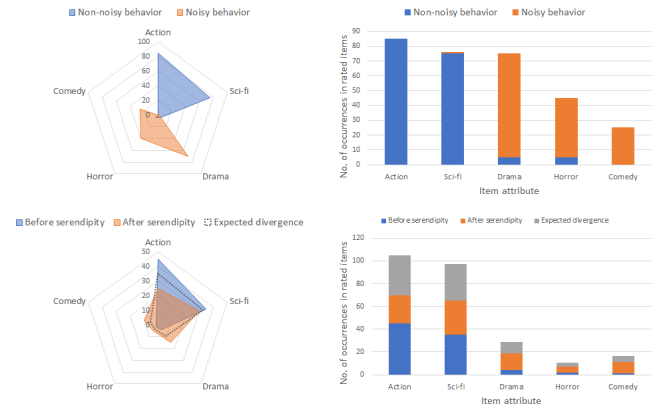 Non-noisy behavior Noisy behavior
Action
100
80
60
40
20
0
Sci-fi
Drama
Horror
Comedy
Non-noisy behavior Noisy behavior
No. of occurrences in rated items
90
80
70
60
50
40
30
20
10
0
Action Sci-fi Drama Horror Comedy
Item attribute
Before serendipity After serendipity Expected divergence
Action
50
40
30
20
10
0
Sci-fi
Drama
Horror
Comedy
Before serendipity After serendipity Expected divergence
No. of occurrences in rated items
120
100
80
60
40
20
0
Action Sci-fi Drama Horror Comedy
Item attribute